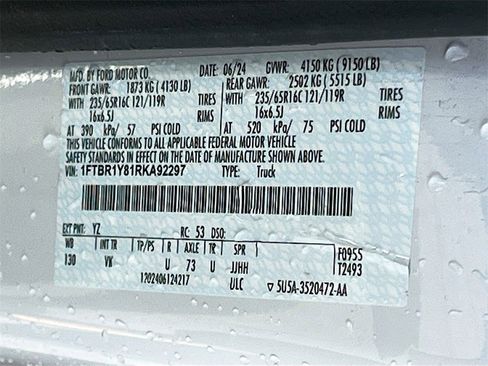 MFD. BY FORD MOTOR CO. DATE: 06/24 GVWR: 4150 KG ( 9150 LB)
FRONT GAWR: 1873 KG ( 4130 LB) REAR GAWR: 2502 KG ( 5515 LB)
WITH 235/65R16C 121/119R TIRES WITH 235/65R16C 121/119R TIRES
16x6.5J RIMS 16x6.5J RIMS
AT 390 kPa/ 57 PSI COLD AT 520 kPa/ 75 PSI COLD
THIS VEHICLE CONFORMS TO ALL APPLICABLE FEDERAL MOTOR VEHICLE
SAFETY STANDARDS IN EFFECT ON THE DATE OF MANUFACTURE SHOWN ABOVE.
VIN: 1FTBR1Y81RKA92297 TYPE: Truck
EXT PNT: YZ RC: 53 DSO:
WB INT TR TP/PS R AXLE TR SPR F0955
130 VK U 73 U JJHH T2493
1202406124217 ULC 5U5A-3520472-AA